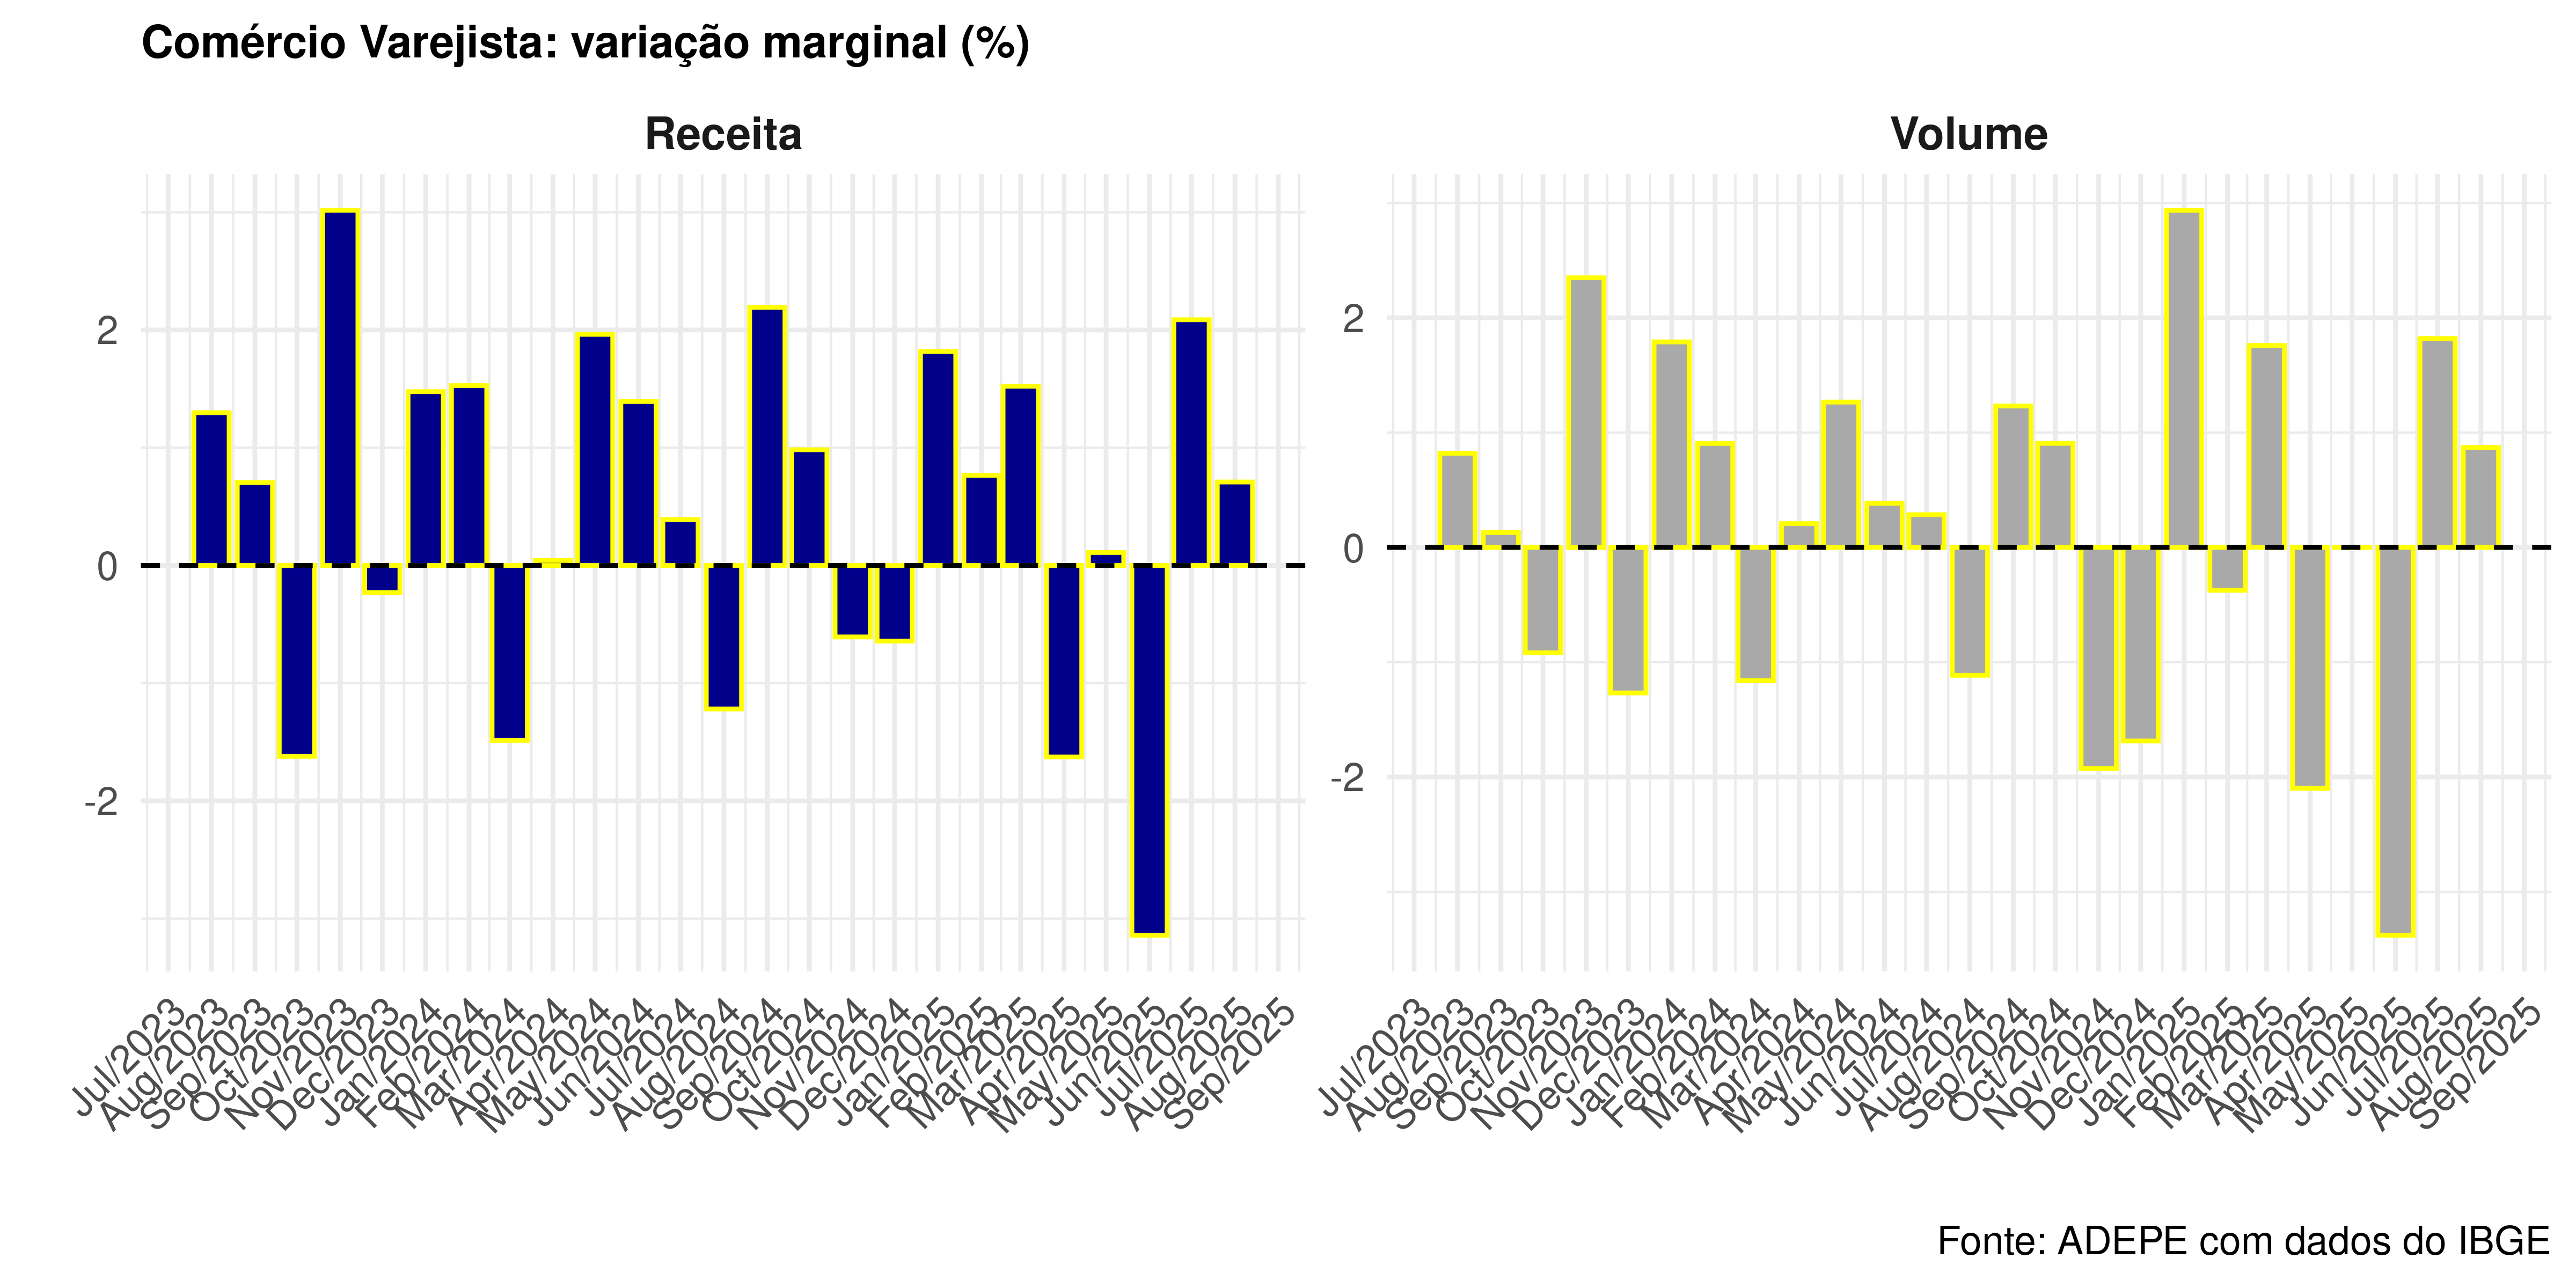 Comércio Varejista: variação marginal (%)
Receita
2
0
-2
Jul/2023
Aug/2023
Sep/2023
Oct/2023
Nov/2023
Dec/2023
Jan/2024
Feb/2024
Mar/2024
Apr/2024
May/2024
Jun/2024
Jul/2024
Aug/2024
Sep/2024
Oct/2024
Nov/2024
Dec/2024
Jan/2025
Feb/2025
Mar/2025
Apr/2025
May/2025
Jun/2025
Jul/2025
Aug/2025
Sep/2025
Volume
2
0
-2
Jul/2023
Aug/2023
Sep/2023
Oct/2023
Nov/2023
Dec/2023
Jan/2024
Feb/2024
Mar/2024
Apr/2024
May/2024
Jun/2024
Jul/2024
Aug/2024
Sep/2024
Oct/2024
Nov/2024
Dec/2024
Jan/2025
Feb/2025
Mar/2025
Apr/2025
May/2025
Jun/2025
Jul/2025
Aug/2025
Sep/2025
Fonte: ADEPE com dados do IBGE